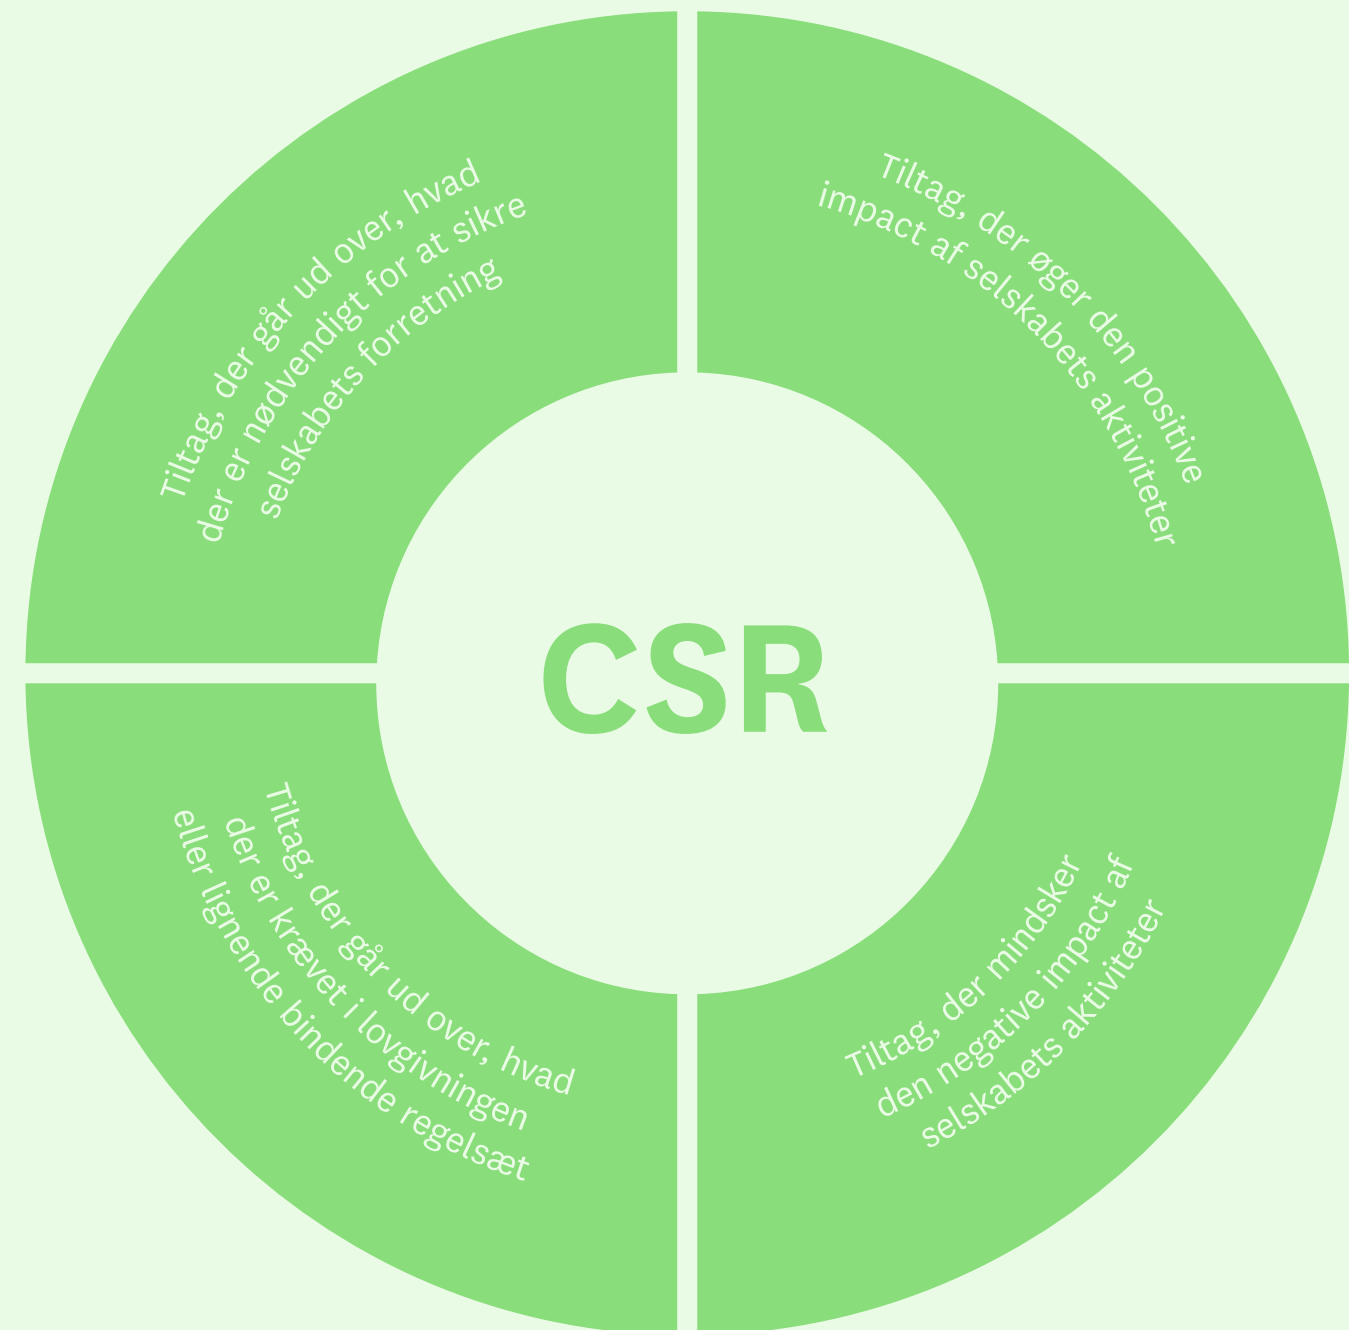 Tiltag, der går ud over, hvad
der er nødvendigt for at sikre
selskabets forretning
Tiltag, der øger den positive
impact af selskabets aktiviteter
CSR
Tiltag, der går ud over, hvad
der er krævet i lovgivningen
eller lignende bindende regelsæt
Tiltag, der mindsker
den negative impact af
selskabets aktiviteter